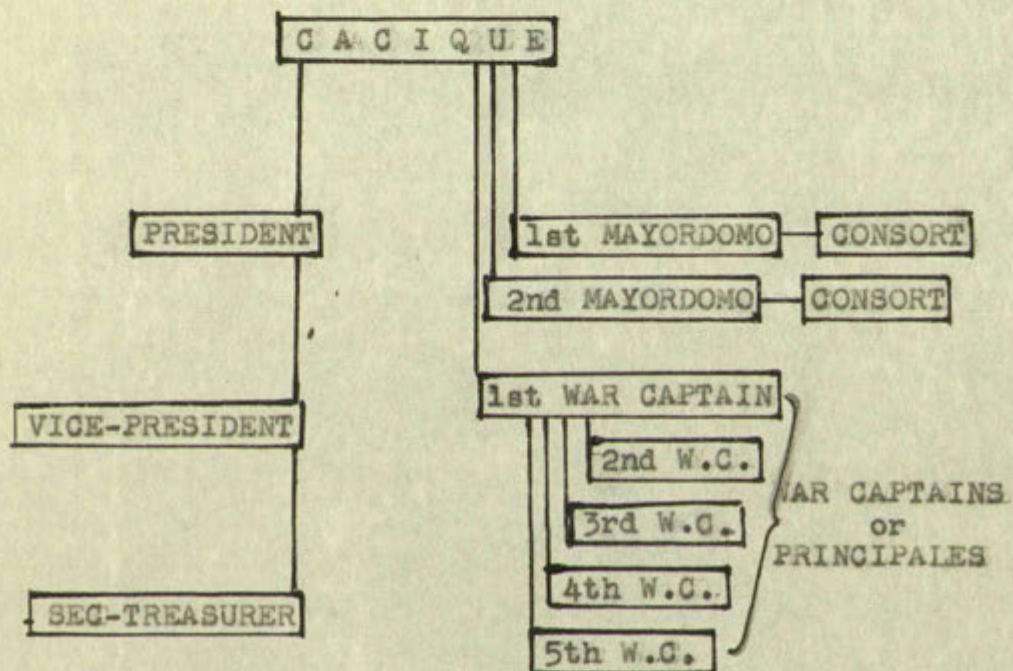 CACIQUE
PRESIDENT
1st MAYORDOMO CONSORT
2nd MAYORDOMO CONSORT
VICE-PRESIDENT
1st WAR CAPTAIN
2nd W.C.
3rd W.C.
WAR CAPTAINS
or
PRINCIPALES
4th W.C.
SEC-TREASURER
5th W.C.